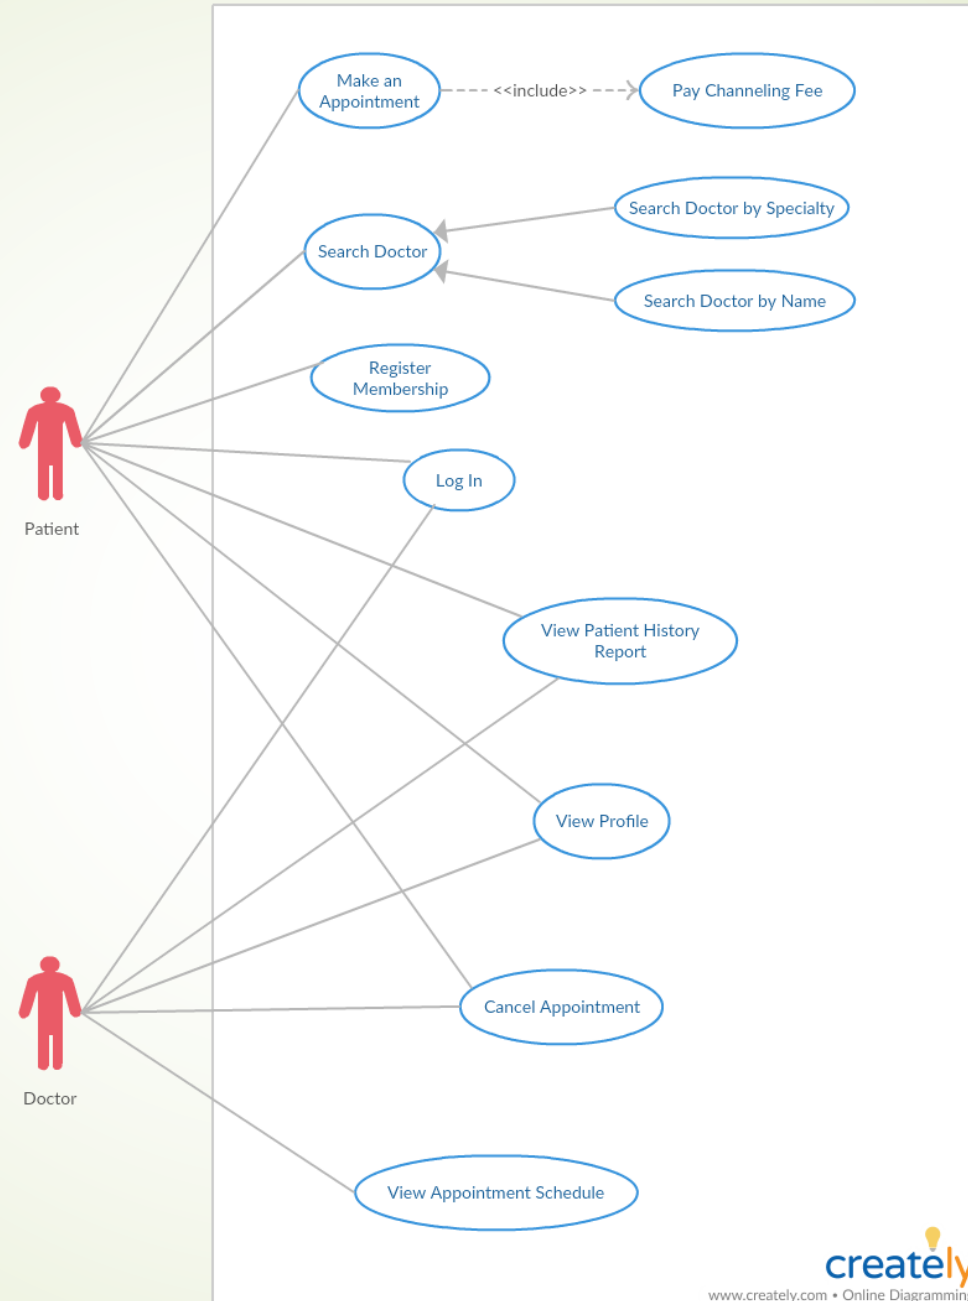 Make an
Appointment
<<include>>
Pay Channeling Fee
Search Doctor by Specialty
Search Doctor
Search Doctor by Name
Register
Membership
Log In
Patient
View Patient History
Report
View Profile
Cancel Appointment
Doctor
View Appointment Schedule
creately
www.creately.com • Online Diagramming